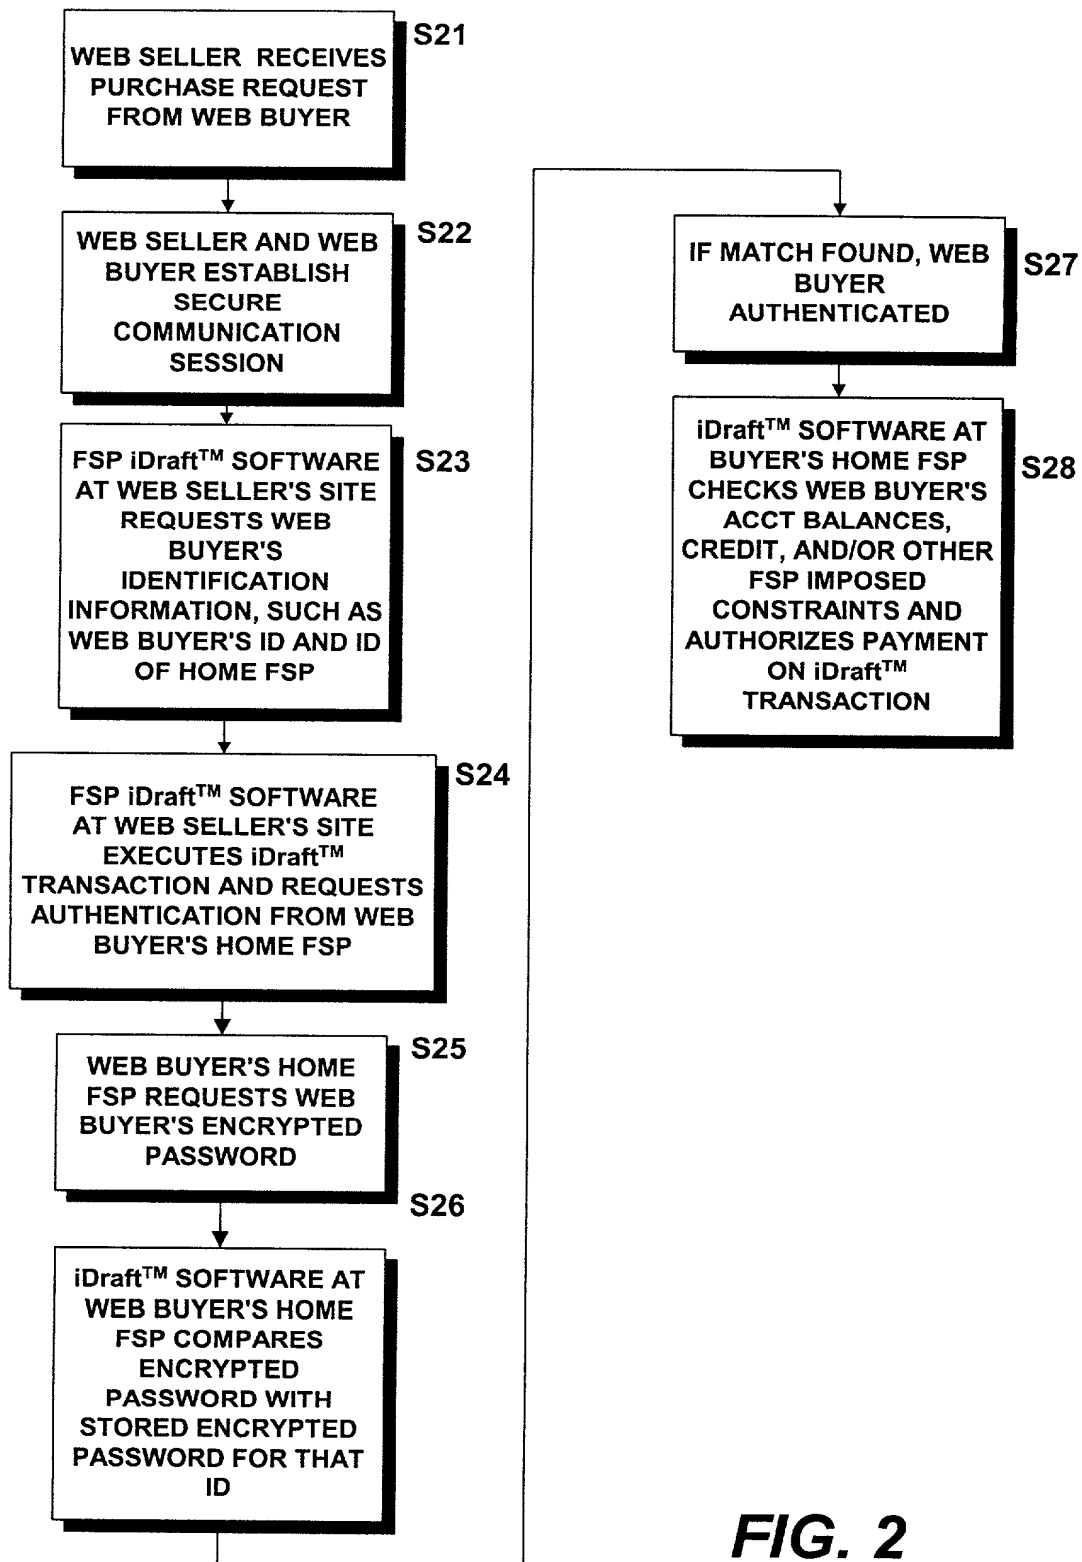 S21
WEB SELLER RECEIVES
PURCHASE REQUEST
FROM WEB BUYER
S22
WEB SELLER AND WEB
BUYER ESTABLISH
SECURE
COMMUNICATION
SESSION
S23
FSP iDraft™ SOFTWARE
AT WEB SELLER'S SITE
REQUESTS WEB
BUYER'S
IDENTIFICATION
INFORMATION, SUCH AS
WEB BUYER'S ID AND ID
OF HOME FSP
S24
FSP iDraft™ SOFTWARE
AT WEB SELLER'S SITE
EXECUTES iDraft™
TRANSACTION AND REQUESTS
AUTHENTICATION FROM WEB
BUYER'S HOME FSP
S25
WEB BUYER'S HOME
FSP REQUESTS WEB
BUYER'S ENCRYPTED
PASSWORD
S26
iDraft™ SOFTWARE AT
WEB BUYER'S HOME
FSP COMPARES
ENCRYPTED
PASSWORD WITH
STORED ENCRYPTED
PASSWORD FOR THAT
ID
S27
IF MATCH FOUND, WEB
BUYER
AUTHENTICATED
S28
iDraft™ SOFTWARE AT
BUYER'S HOME FSP
CHECKS WEB BUYER'S
ACCT BALANCES,
CREDIT, AND/OR OTHER
FSP IMPOSED
CONSTRAINTS AND
AUTHORIZES PAYMENT
ON iDraft™
TRANSACTION
FIG. 2